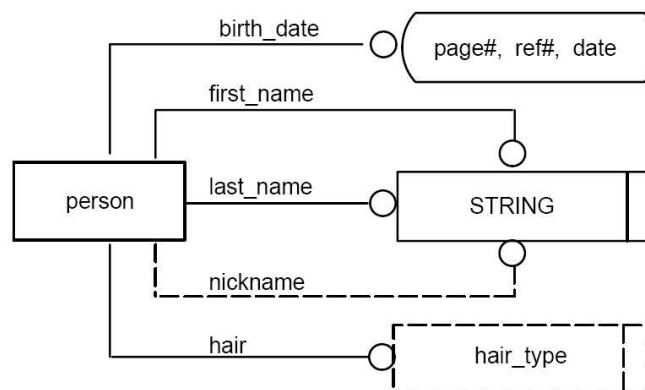 birth_date
page#, ref#, date
first_name
person
last_name
STRING
nickname
hair
hair_type